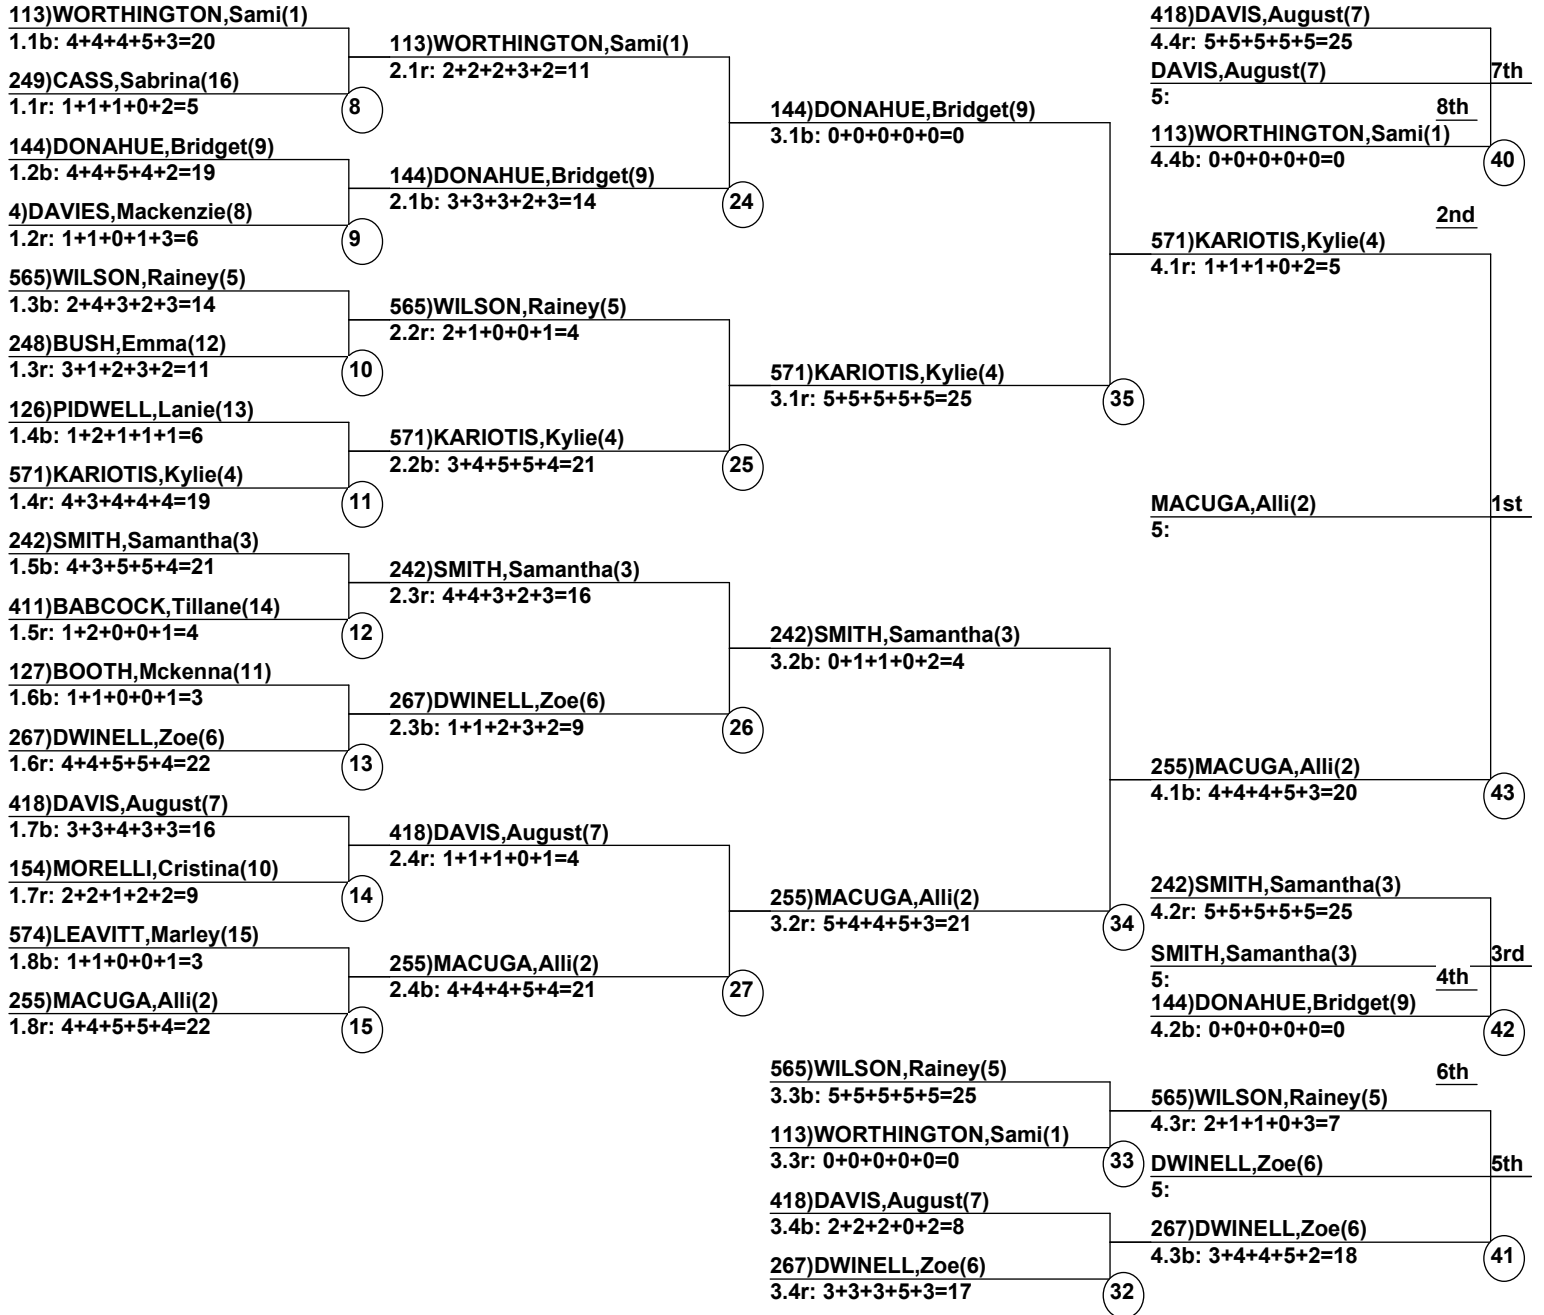 113)WORTHINGTON,Sami(1)
1.1b: 4+4+4+5+3=20
249)CASS,Sabrina(16)
1.1r: 1+1+1+0+2=5
8
144)DONAHUE,Bridget(9)
1.2b: 4+4+5+4+2=19
4)DAVIES,Mackenzie(8)
1.2r: 1+1+0+1+3=6
9
565)WILSON,Rainey(5)
1.3b: 2+4+3+2+3=14
248)BUSH,Emma(12)
1.3r: 3+1+2+3+2=11
10
126)PIDWELL,Lanie(13)
1.4b: 1+2+1+1+1=6
571)KARIOTIS,Kylie(4)
1.4r: 4+3+4+4+4=19
11
242)SMITH,Samantha(3)
1.5b: 4+3+5+5+4=21
411)BABCOCK,Tillane(14)
1.5r: 1+2+0+0+1=4
12
127)BOOTH,Mckenna(11)
1.6b: 1+1+0+0+1=3
267)DWINELL,Zoe(6)
1.6r: 4+4+5+5+4=22
13
418)DAVIS,August(7)
1.7b: 3+3+4+3+3=16
154)MORELLI,Cristina(10)
1.7r: 2+2+1+2+2=9
14
574)LEAVITT,Marley(15)
1.8b: 1+1+0+0+1=3
255)MACUGA,Alli(2)
1.8r: 4+4+5+5+4=22
15
113)WORTHINGTON,Sami(1)
2.1r: 2+2+2+3+2=11
144)DONAHUE,Bridget(9)
2.1b: 3+3+3+2+3=14
24
565)WILSON,Rainey(5)
2.2r: 2+1+0+0+1=4
571)KARIOTIS,Kylie(4)
2.2b: 3+4+5+5+4=21
25
242)SMITH,Samantha(3)
2.3r: 4+4+3+2+3=16
267)DWINELL,Zoe(6)
2.3b: 1+1+2+3+2=9
26
418)DAVIS,August(7)
2.4r: 1+1+1+0+1=4
255)MACUGA,Alli(2)
2.4b: 4+4+4+5+4=21
27
144)DONAHUE,Bridget(9)
3.1b: 0+0+0+0+0=0
571)KARIOTIS,Kylie(4)
3.1r: 5+5+5+5+5=25
35
242)SMITH,Samantha(3)
3.2b: 0+1+1+0+2=4
255)MACUGA,Alli(2)
3.2r: 5+4+4+5+3=21
34
565)WILSON,Rainey(5)
3.3b: 5+5+5+5+5=25
113)WORTHINGTON,Sami(1)
3.3r: 0+0+0+0+0=0
33
418)DAVIS,August(7)
3.4b: 2+2+2+0+2=8
267)DWINELL,Zoe(6)
3.4r: 3+3+3+5+3=17
32
418)DAVIS,August(7)
4.4r: 5+5+5+5+5=25
DAVIS,August(7) 7th
5:
8th
113)WORTHINGTON,Sami(1)
4.4b: 0+0+0+0+0=0
40
2nd
571)KARIOTIS,Kylie(4)
4.1r: 1+1+1+0+2=5
MACUGA,Alli(2) 1st
5:
255)MACUGA,Alli(2)
4.1b: 4+4+4+5+3=20
43
242)SMITH,Samantha(3)
4.2r: 5+5+5+5+5=25
SMITH,Samantha(3) 3rd
5:
4th
144)DONAHUE,Bridget(9)
4.2b: 0+0+0+0+0=0
42
6th
565)WILSON,Rainey(5)
4.3r: 2+1+1+0+3=7
DWINELL,Zoe(6) 5th
5:
267)DWINELL,Zoe(6)
4.3b: 3+4+4+5+2=18
41